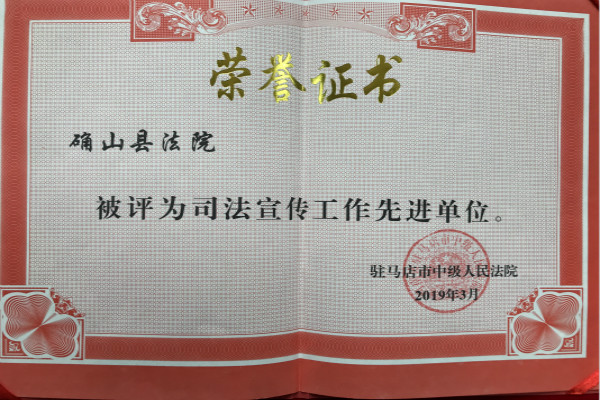 荣誉证书
确山县法院
被评为司法宣传工作先进单位。
驻马店市中级人民法院
2019年3月